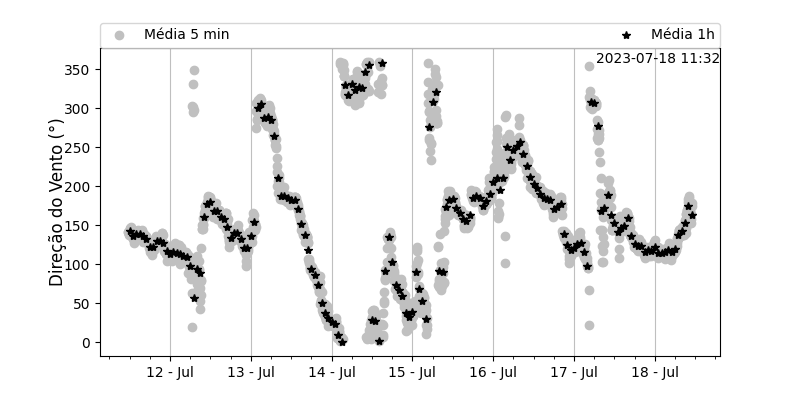 Média 5 min
Média 1h
2023-07-18 11:32
Direção do Vento (°)
350
300
250
200
150
100
50
0
12 - Jul
13 - Jul
14 - Jul
15 - Jul
16 - Jul
17 - Jul
18 - Jul